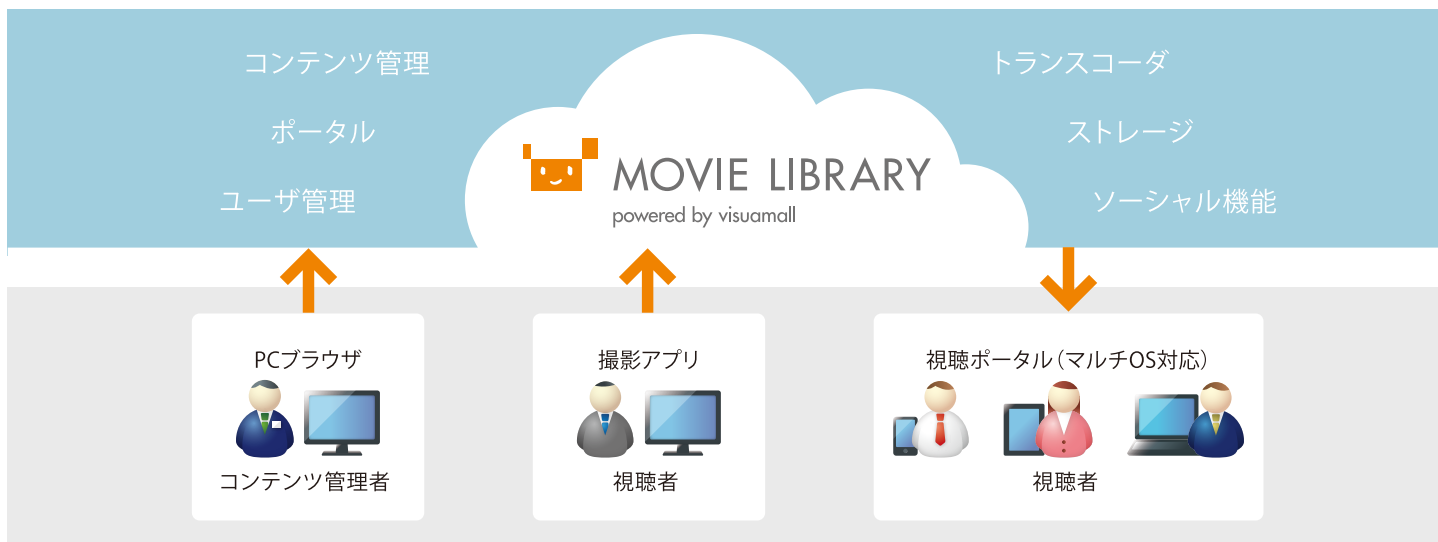 コンテンツ管理
ポータル
ユーザ管理
MOVIE LIBRARY
powered by visuamall
トランスコーダ
ストレージ
ソーシャル機能
PCブラウザ
コンテンツ管理者
撮影アプリ
視聴者
視聴ポータル（マルチOS対応）
視聴者